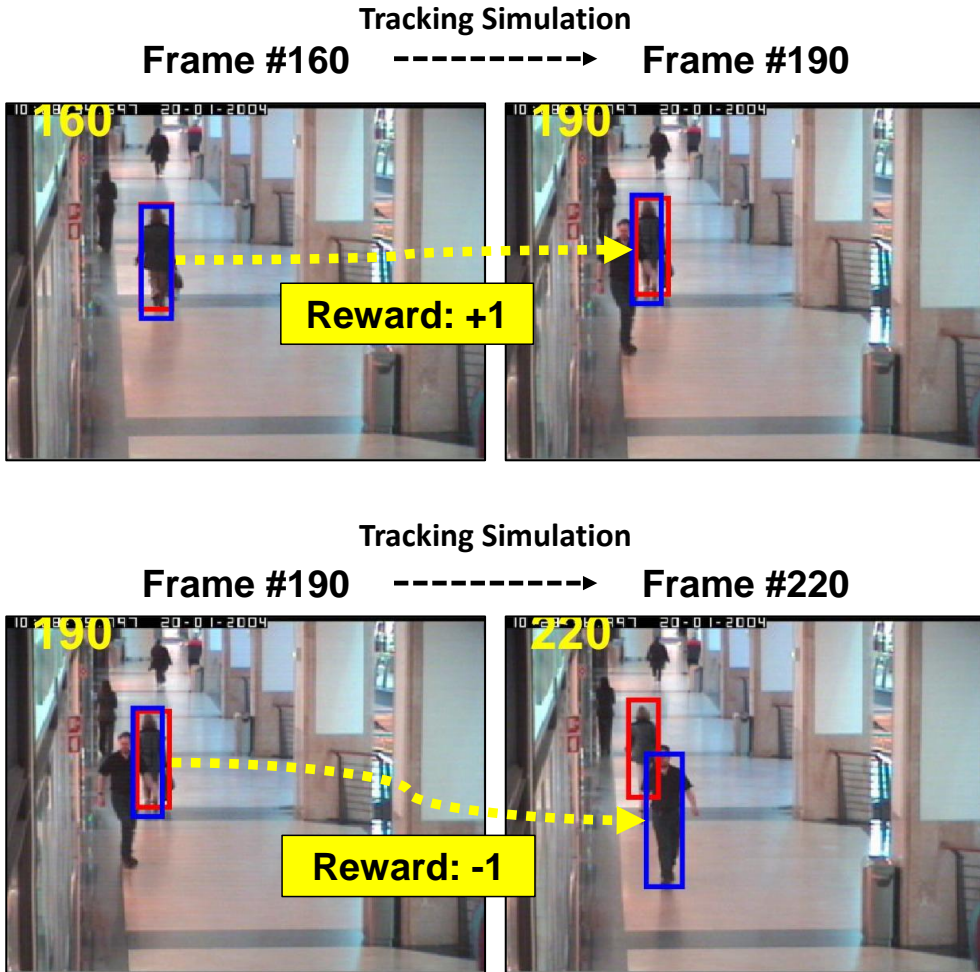 Tracking Simulation
Frame #160 Frame #190
160 20-01-2004
190 20-01-2004
Reward: +1
Tracking Simulation
Frame #190 Frame #220
190 20-01-2004
220 20-01-2004
Reward: -1